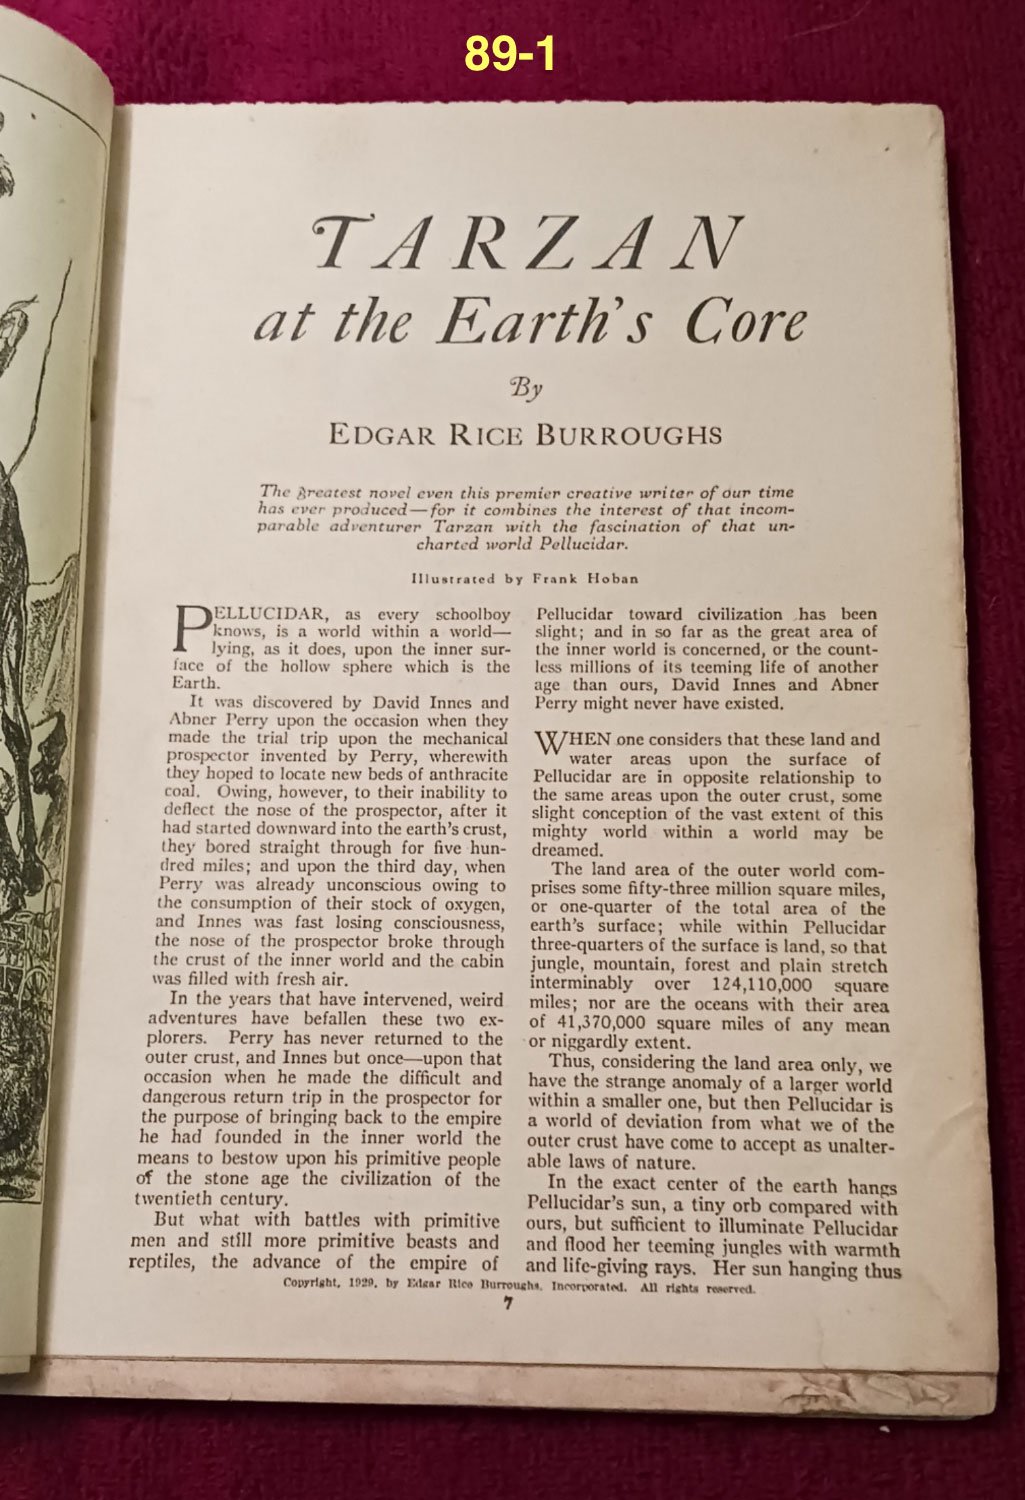 89-1
TARZAN
at the Earth's Core
By
EDGAR RICE BURROUGHS
The greatest novel even this premier creative writer of our time
has ever produced—for it combines the interest of that incom-
parable adventurer Tarzan with the fascination of that un-
charted world Pellucidar.
Illustrated by Frank Hoban
PELLUCIDAR, as every schoolboy
knows, is a world within a world—
lying, as it does, upon the inner sur-
face of the hollow sphere which is the
Earth.
It was discovered by David Innes and
Abner Perry upon the occasion when they
made the trial trip upon the mechanical
prospector invented by Perry, wherewith
they hoped to locate new beds of anthracite
coal. Owing, however, to their inability to
deflect the nose of the prospector, after it
had started downward into the earth's crust,
they bored straight through for five hun-
dred miles; and upon the third day, when
Perry was already unconscious owing to
the consumption of their stock of oxygen,
and Innes was fast losing consciousness,
the nose of the prospector broke through
the crust of the inner world and the cabin
was filled with fresh air.
In the years that have intervened, weird
adventures have befallen these two ex-
plorers. Perry has never returned to the
outer crust, and Innes but once—upon that
occasion when he made the difficult and
dangerous return trip in the prospector for
the purpose of bringing back to the empire
he had founded in the inner world the
means to bestow upon his primitive people
of the stone age the civilization of the
twentieth century.
But what with battles with primitive
men and still more primitive beasts and
reptiles, the advance of the empire of
Pellucidar toward civilization has been
slight; and in so far as the great area of
the inner world is concerned, or the count-
less millions of its teeming life of another
age than ours, David Innes and Abner
Perry might never have existed.
WHEN one considers that these land and
water areas upon the surface of
Pellucidar are in opposite relationship to
the same areas upon the outer crust, some
slight conception of the vast extent of this
mighty world within a world may be
dreamed.
The land area of the outer world com-
prises some fifty-three million square miles,
or one-quarter of the total area of the
earth's surface; while within Pellucidar
three-quarters of the surface is land, so that
jungle, mountain, forest and plain stretch
interminably over 124,110,000 square
miles; nor are the oceans with their area
of 41,370,000 square miles of any mean
or niggardly extent.
Thus, considering the land area only, we
have the strange anomaly of a larger world
within a smaller one, but then Pellucidar is
a world of deviation from what we of the
outer crust have come to accept as unalter-
able laws of nature.
In the exact center of the earth hangs
Pellucidar's sun, a tiny orb compared with
ours, but sufficient to illuminate Pellucidar
and flood her teeming jungles with warmth
and life-giving rays. Her sun hanging thus
Copyright, 1929, by Edgar Rice Burroughs, Incorporated. All rights reserved.
7